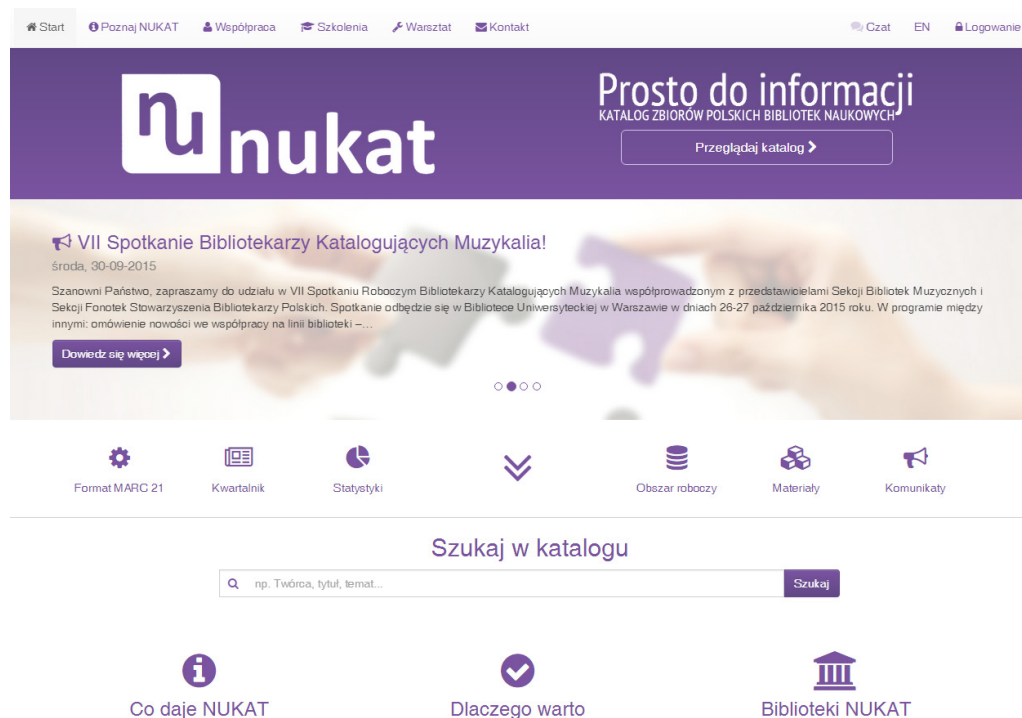 Start Poznaj NUKAT Współpraca Szkolenia Warsztat Kontakt Czat EN Logowanie
nu nukat
Prosto do informacji
KATALOG ZBIORÓW POLSKICH BIBLIOTEK NAUKOWYCH
Przeglądaj katalog
VII Spotkanie Bibliotekarzy Katalogujących Muzykalia!
środa, 30-09-2015
Szanowni Państwo, zapraszamy do udziału w VII Spotkaniu Roboczym Bibliotekarzy Katalogujących Muzykalia współprowadzonym z przedstawicielami Sekcji Bibliotek Muzycznych i
Sekcji Fonotek Stowarzyszenia Bibliotekarzy Polskich. Spotkanie odbędzie się w Bibliotece Uniwersyteckiej w Warszawie w dniach 26-27 października 2015 roku. W programie między
innymi: omówienie nowości we współpracy na linii biblioteki –…
Dowiedz się więcej
Format MARC 21 Kwartalnik Statystyki Obszar roboczy Materiały Komunikaty
Szukaj w katalogu
np. Twórca, tytuł, temat... Szukaj
Co daje NUKAT Dlaczego warto Biblioteki NUKAT